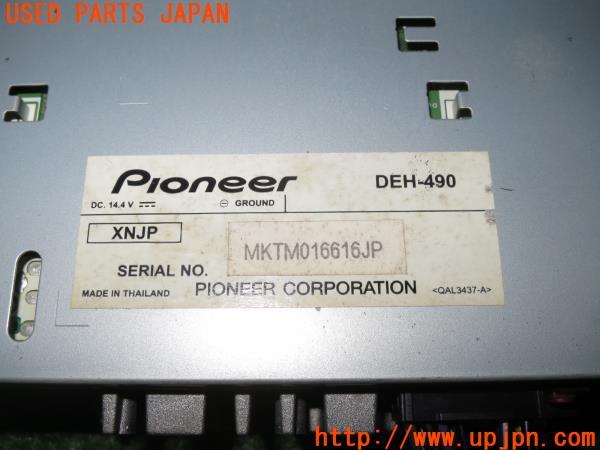 USED PARTS JAPAN
Pioneer DEH-490
DC. 14.4 V ⎓ ⊖ GROUND
XNJP
SERIAL NO. MKTM016616JP
MADE IN THAILAND PIONEER CORPORATION <QAL3437-A>
UPJ
http://www.upjpn.com/